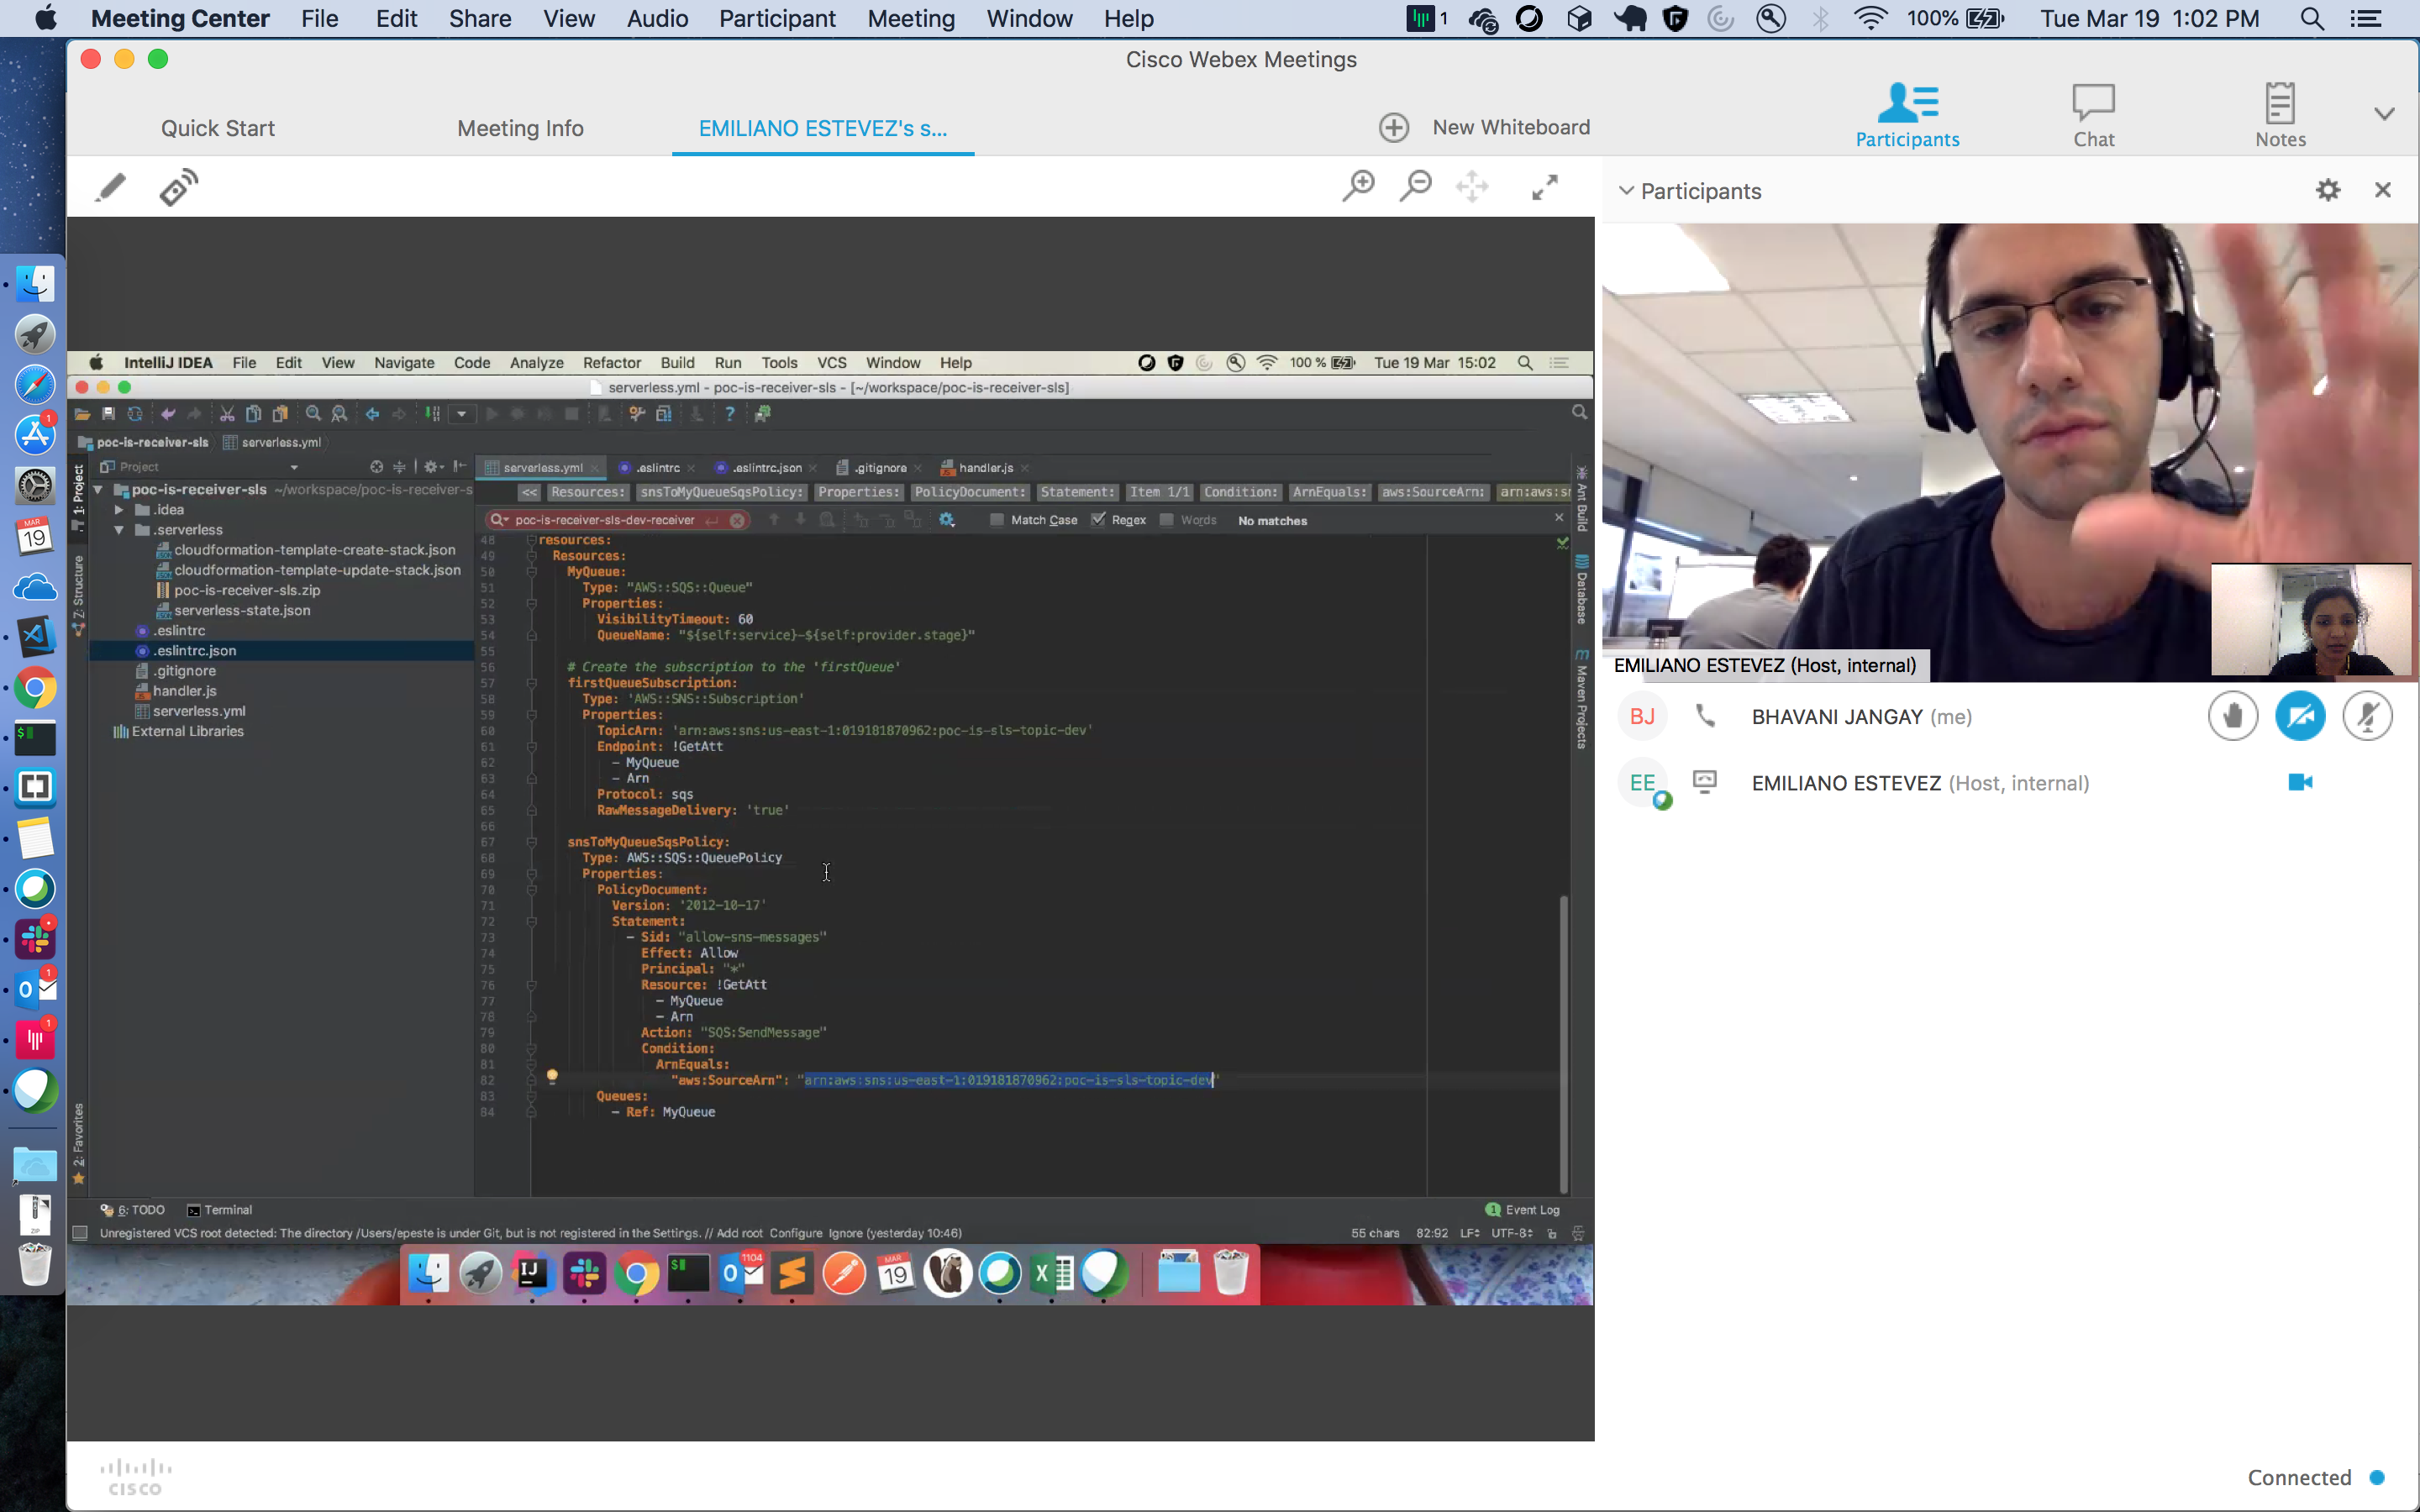 Meeting Center File Edit Share View Audio Participant Meeting Window Help 1 100% Tue Mar 19 1:02 PM
Cisco Webex Meetings
Quick Start Meeting Info EMILIANO ESTEVEZ's s... New Whiteboard Participants Chat Notes
Participants
IntelliJ IDEA File Edit View Navigate Code Analyze Refactor Build Run Tools VCS Window Help 100 % Tue 19 Mar 15:02
serverless.yml - poc-is-receiver-sls - [~/workspace/poc-is-receiver-sls]
poc-is-receiver-sls serverless.yml
Project serverless.yml .eslintrc .eslintrc.json .gitignore handler.js
<< Resources: snsToMyQueueSqsPolicy: Properties: PolicyDocument: Statement: Item 1/1 Condition: ArnEquals: aws:SourceArn: arn:aws:s
poc-is-receiver-sls-dev-receiver Match Case Regex Words No matches
1: Project
Z: Structure
2: Favorites
poc-is-receiver-sls ~/workspace/poc-is-receiver-s
.idea
.serverless
cloudformation-template-create-stack.json
cloudformation-template-update-stack.json
poc-is-receiver-sls.zip
serverless-state.json
.eslintrc
.eslintrc.json
.gitignore
handler.js
serverless.yml
External Libraries
48 resources:
49 Resources:
50 MyQueue:
51 Type: "AWS::SQS::Queue"
52 Properties:
53 VisibilityTimeout: 60
54 QueueName: "${self:service}-${self:provider.stage}"
55
56 # Create the subscription to the 'firstQueue'
57 firstQueueSubscription:
58 Type: 'AWS::SNS::Subscription'
59 Properties:
60 TopicArn: 'arn:aws:sns:us-east-1:019181870962:poc-is-sls-topic-dev'
61 Endpoint: !GetAtt
62 - MyQueue
63 - Arn
64 Protocol: sqs
65 RawMessageDelivery: 'true'
66
67 snsToMyQueueSqsPolicy:
68 Type: AWS::SQS::QueuePolicy
69 Properties:
70 PolicyDocument:
71 Version: '2012-10-17'
72 Statement:
73 - Sid: "allow-sns-messages"
74 Effect: Allow
75 Principal: "*"
76 Resource: !GetAtt
77 - MyQueue
78 - Arn
79 Action: "SQS:SendMessage"
80 Condition:
81 ArnEquals:
82 "aws:SourceArn": "arn:aws:sns:us-east-1:019181870962:poc-is-sls-topic-dev"
83 Queues:
84 - Ref: MyQueue
Ant Build
Database
Maven Projects
6: TODO Terminal 1 Event Log
Unregistered VCS root detected: The directory /Users/epeste is under Git, but is not registered in the Settings. // Add root Configure Ignore (yesterday 10:46) 55 chars 82:92 LF UTF-8
1104
MAR
19
EMILIANO ESTEVEZ (Host, internal)
BJ BHAVANI JANGAY (me)
EE EMILIANO ESTEVEZ (Host, internal)
MAR
19
ZIP
CISCO
Connected